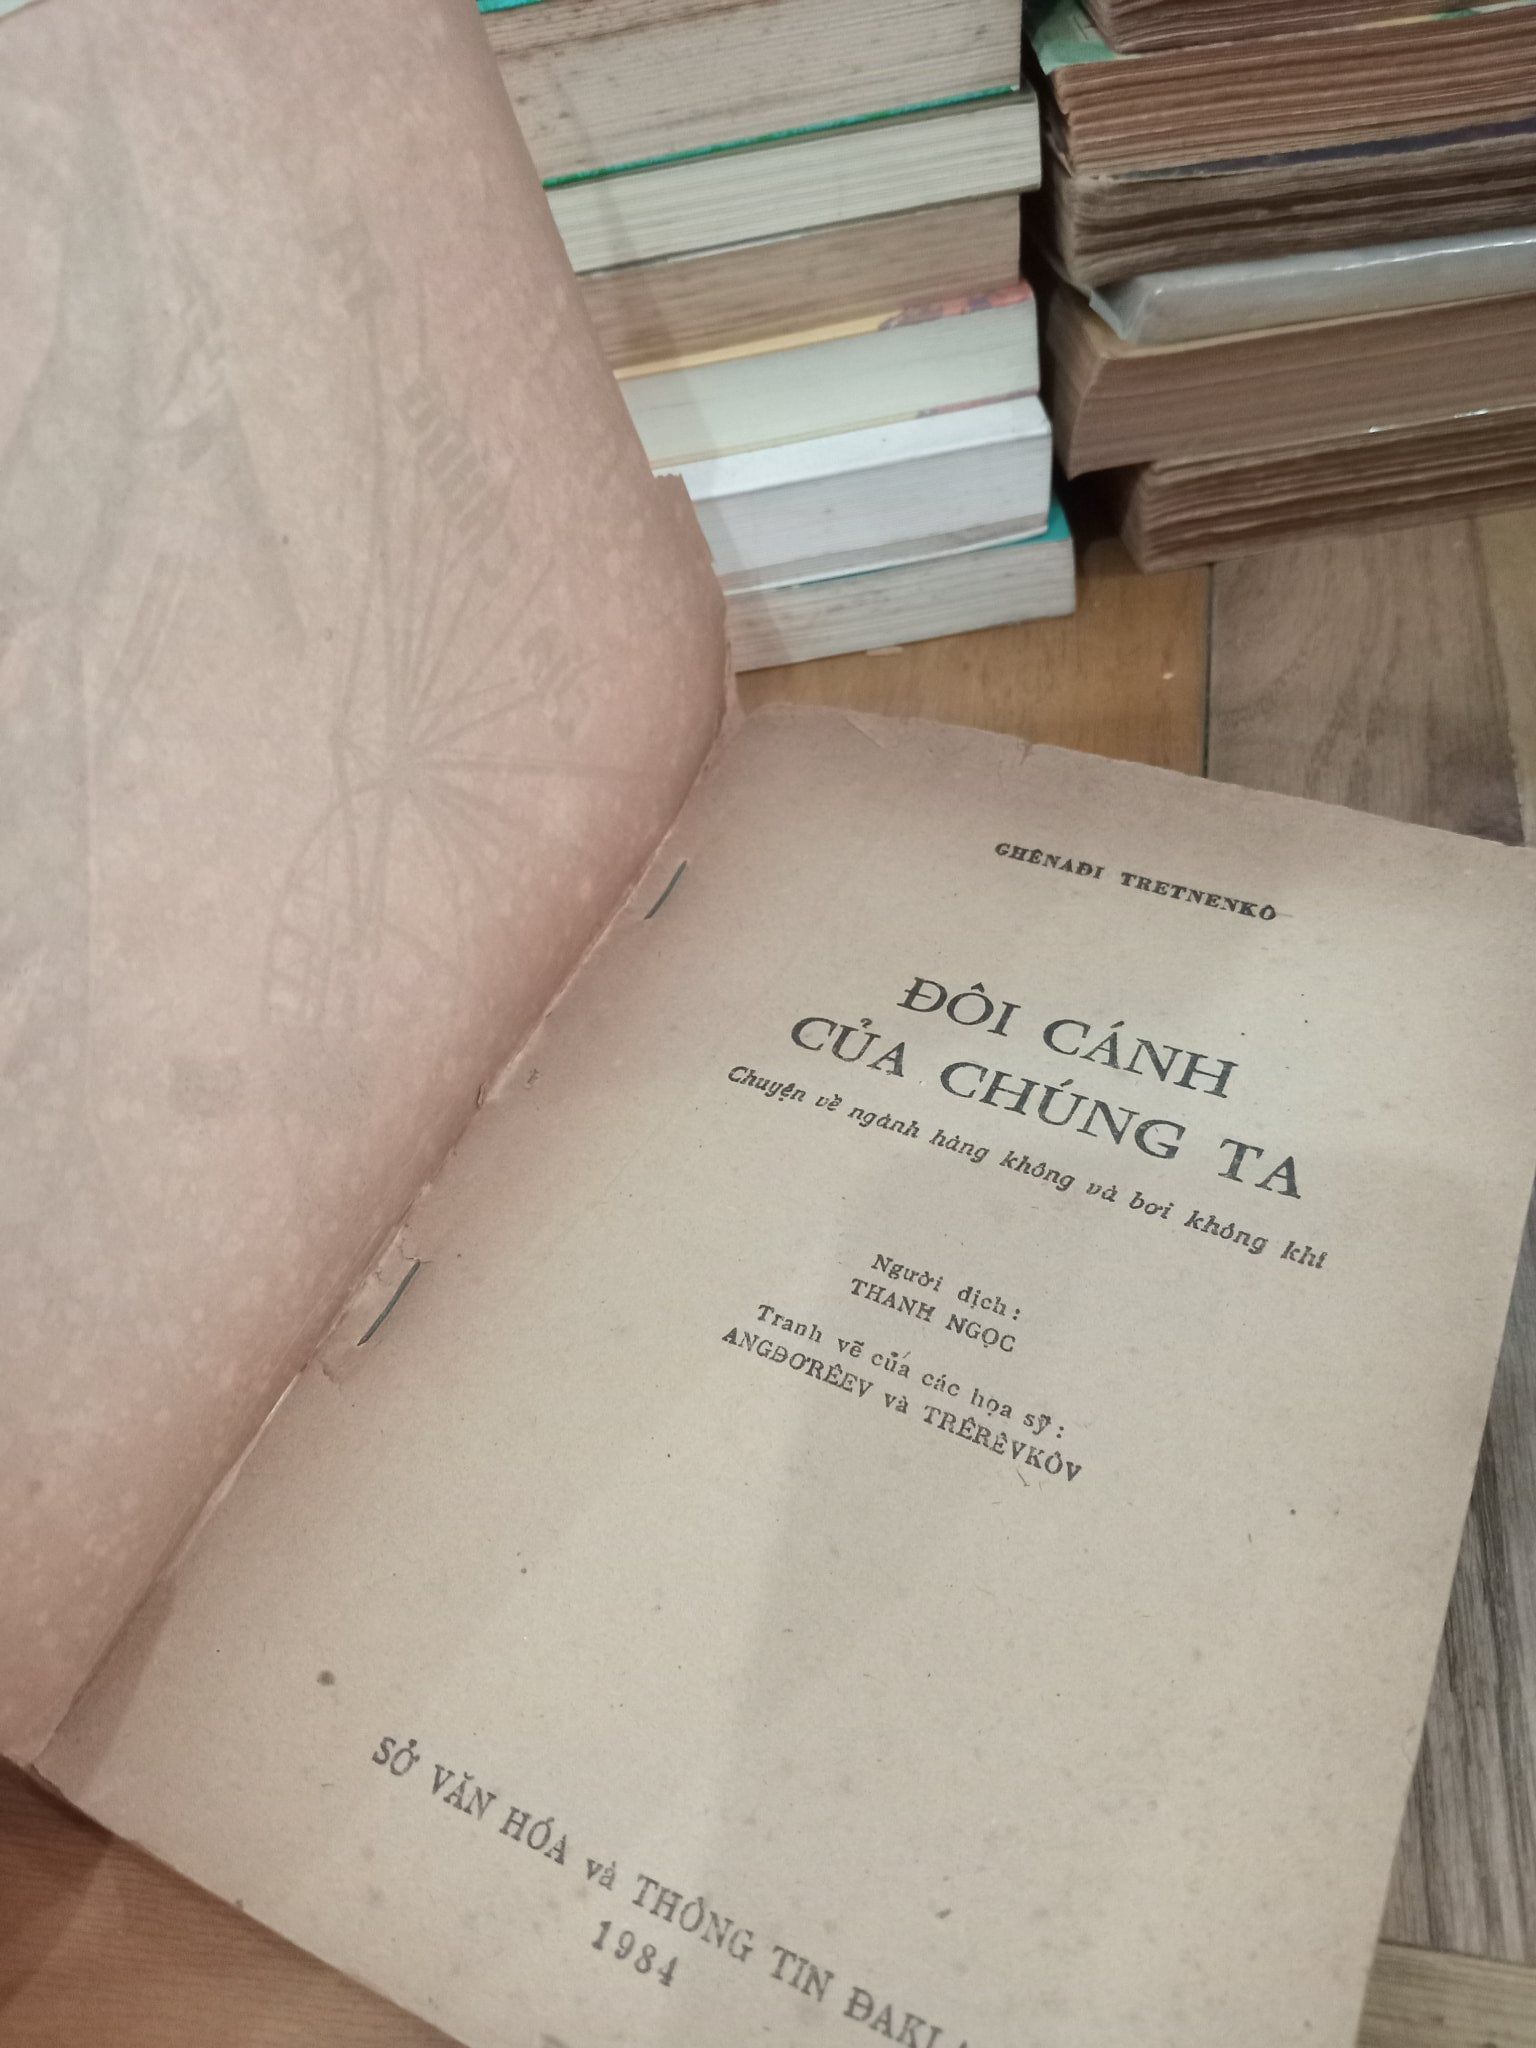 GHÊNAĐI TRETNENKÔ
ĐÔI CÁNH
CỦA CHÚNG TA
Chuyện về ngành hàng không và bơi không khí
Người dịch:
THANH NGỌC
Tranh vẽ của các họa sỹ:
ANGĐƠRÊEV và TRÊRÊVKÔV
SỞ VĂN HÓA và THÔNG TIN
1984